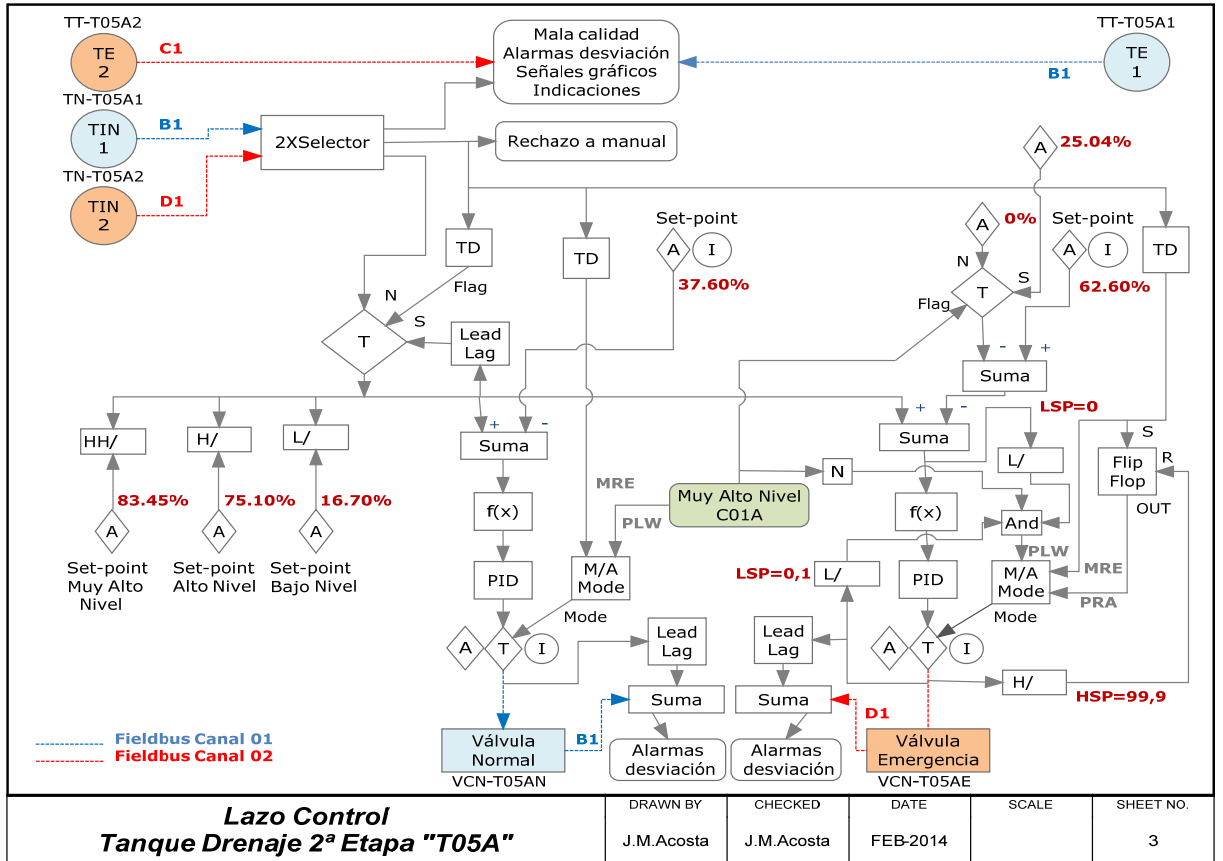 TT-T05A2
TE
2
C1
Mala calidad
Alarmas desviación
Señales gráficos
Indicaciones
TT-T05A1
TE
1
B1
TN-T05A1
TIN
1
B1
2XSelector
Rechazo a manual
TN-T05A2
TIN
2
D1
A
25.04%
TD
TD
Set-point
A
I
37.60%
A
0%
Set-point
A
I
62.60%
TD
N
Flag
S
T
Lead
Lag
N
S
Flag
T
-
+
Suma
HH/
H/
L/
+
-
Suma
+
-
Suma
LSP=0
L/
S
R
Flip
Flop
OUT
83.45%
75.10%
16.70%
A
A
A
Set-point
Muy Alto
Nivel
Set-point
Alto Nivel
Set-point
Bajo Nivel
f(x)
MRE
PLW
Muy Alto Nivel
C01A
N
f(x)
And
PLW
MRE
PRA
PID
M/A
Mode
LSP=0,1
L/
PID
M/A
Mode
Mode
Mode
A
T
I
Lead
Lag
Lead
Lag
A
T
I
H/
HSP=99,9
Suma
Suma
B1
D1
Fieldbus Canal 01
Fieldbus Canal 02
Válvula
Normal
VCN-T05AN
Alarmas
desviación
Alarmas
desviación
Válvula
Emergencia
VCN-T05AE
Lazo Control
Tanque Drenaje 2ª Etapa "T05A"
DRAWN BY
J.M.Acosta
CHECKED
J.M.Acosta
DATE
FEB-2014
SCALE
SHEET NO.
3